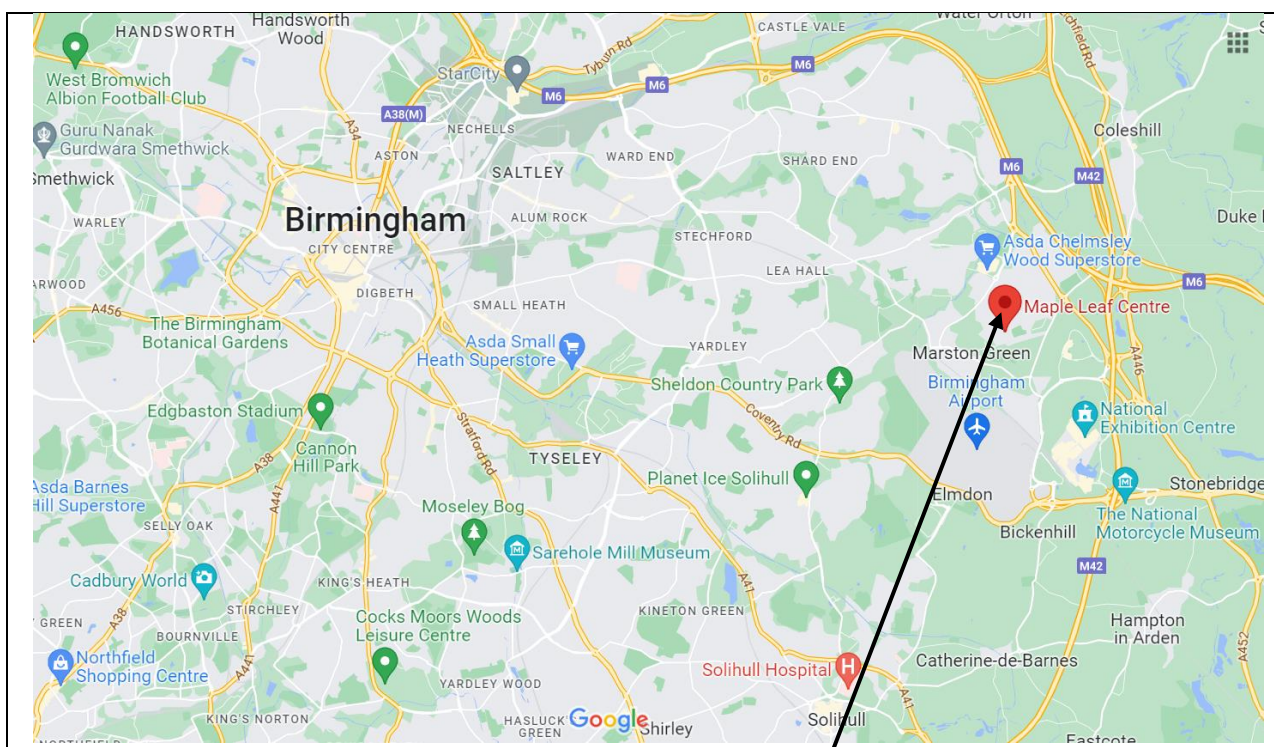 HANDSWORTH
Handsworth
Wood
CASTLE VALE
Water Orton
West Bromwich
Albion Football Club
StarCity
Tyburn Rd
M6
M6
M6
A38(M)
A34
NECHELLS
Guru Nanak
Gurdwara Smethwick
ASTON
WARD END
SHARD END
Coleshill
M6
M42
Smethwick
SALTLEY
WARLEY
Birmingham
CITY CENTRE
ALUM ROCK
STECHFORD
Duke
Asda Chelmsley
Wood Superstore
LEA HALL
M6
DIGBETH
SMALL HEATH
Maple Leaf Centre
A456
The Birmingham
Botanical Gardens
Asda Small
Heath Superstore
YARDLEY
Marston Green
A446
Sheldon Country Park
Birmingham
Airport
Edgbaston Stadium
Stratford Rd
Coventry Rd
National
Exhibition Centre
Cannon
Hill Park
A38
A441
TYSELEY
Planet Ice Solihull
Elmdon
Stonebridge
Asda Barnes
Hill Superstore
SELLY OAK
Moseley Bog
Bickenhill
The National
Motorcycle Museum
Sarehole Mill Museum
M42
Cadbury World
KING'S HEATH
A41
STIRCHLEY
Cocks Moors Woods
Leisure Centre
KINETON GREEN
Hampton
in Arden
A38
GREEN
BOURNVILLE
A452
Northfield
Shopping Centre
A441
YARDLEY WOOD
Solihull Hospital
Catherine-de-Barnes
A41
KING'S NORTON
HASLUCK
GREEN
Google
Shirley
Solihull
Eastcote